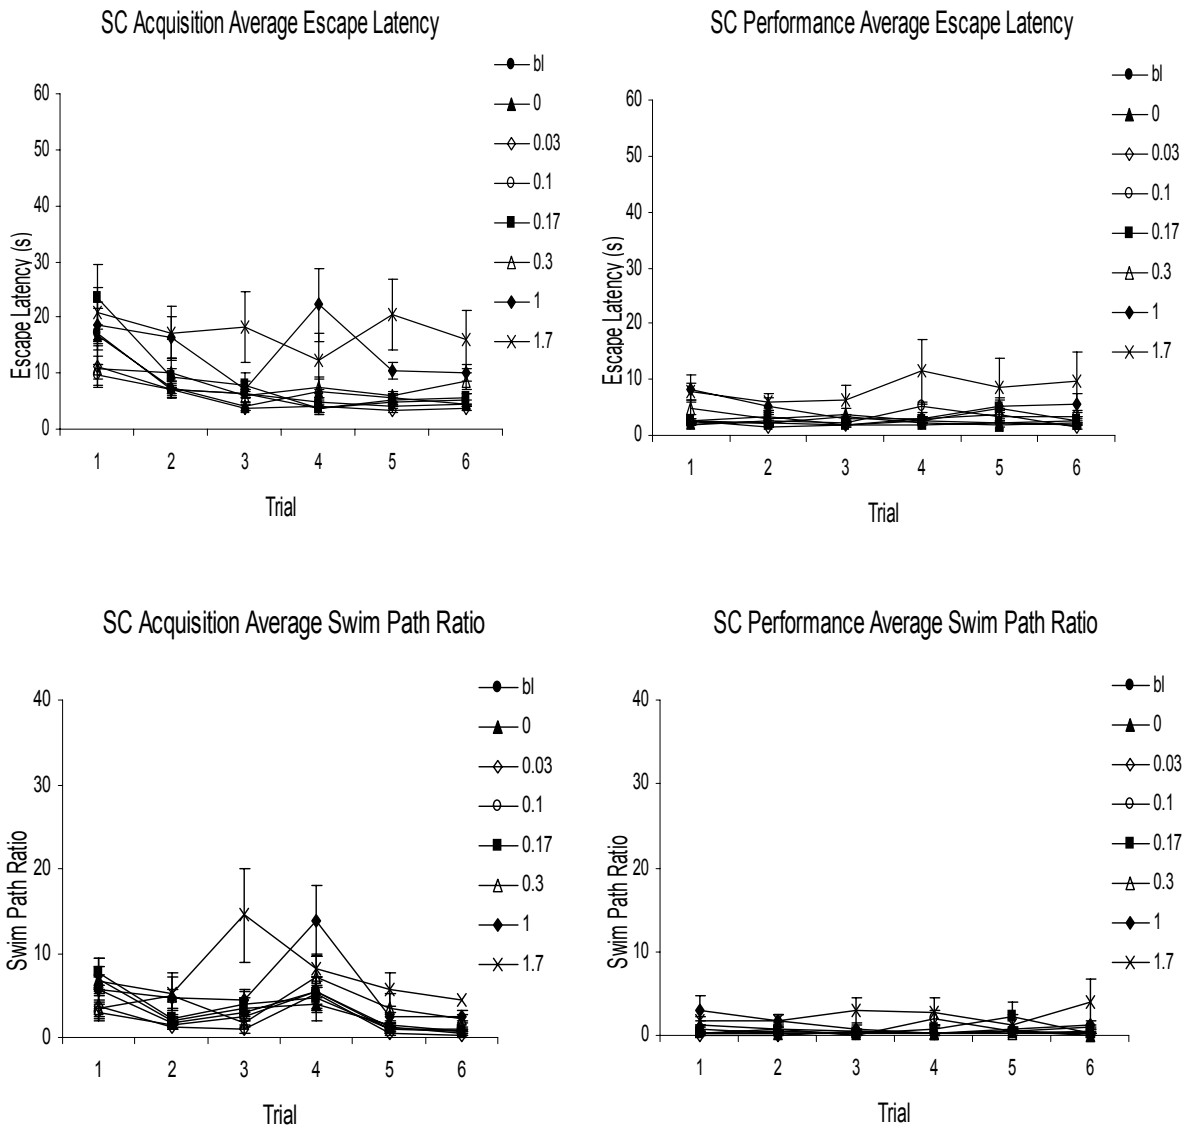 SC Acquisition Average Escape Latency
bl
0
0.03
0.1
0.17
0.3
1
1.7
60
50
40
30
20
10
0
Escape Latency (s)
1 2 3 4 5 6
Trial
SC Performance Average Escape Latency
bl
0
0.03
0.1
0.17
0.3
1
1.7
60
50
40
30
20
10
0
Escape Latency (s)
1 2 3 4 5 6
Trial
SC Acquisition Average Swim Path Ratio
bl
0
0.03
0.1
0.17
0.3
1
1.7
40
30
20
10
0
Swim Path Ratio
1 2 3 4 5 6
Trial
SC Performance Average Swim Path Ratio
bl
0
0.03
0.1
0.17
0.3
1
1.7
40
30
20
10
0
Swim Path Ratio
1 2 3 4 5 6
Trial